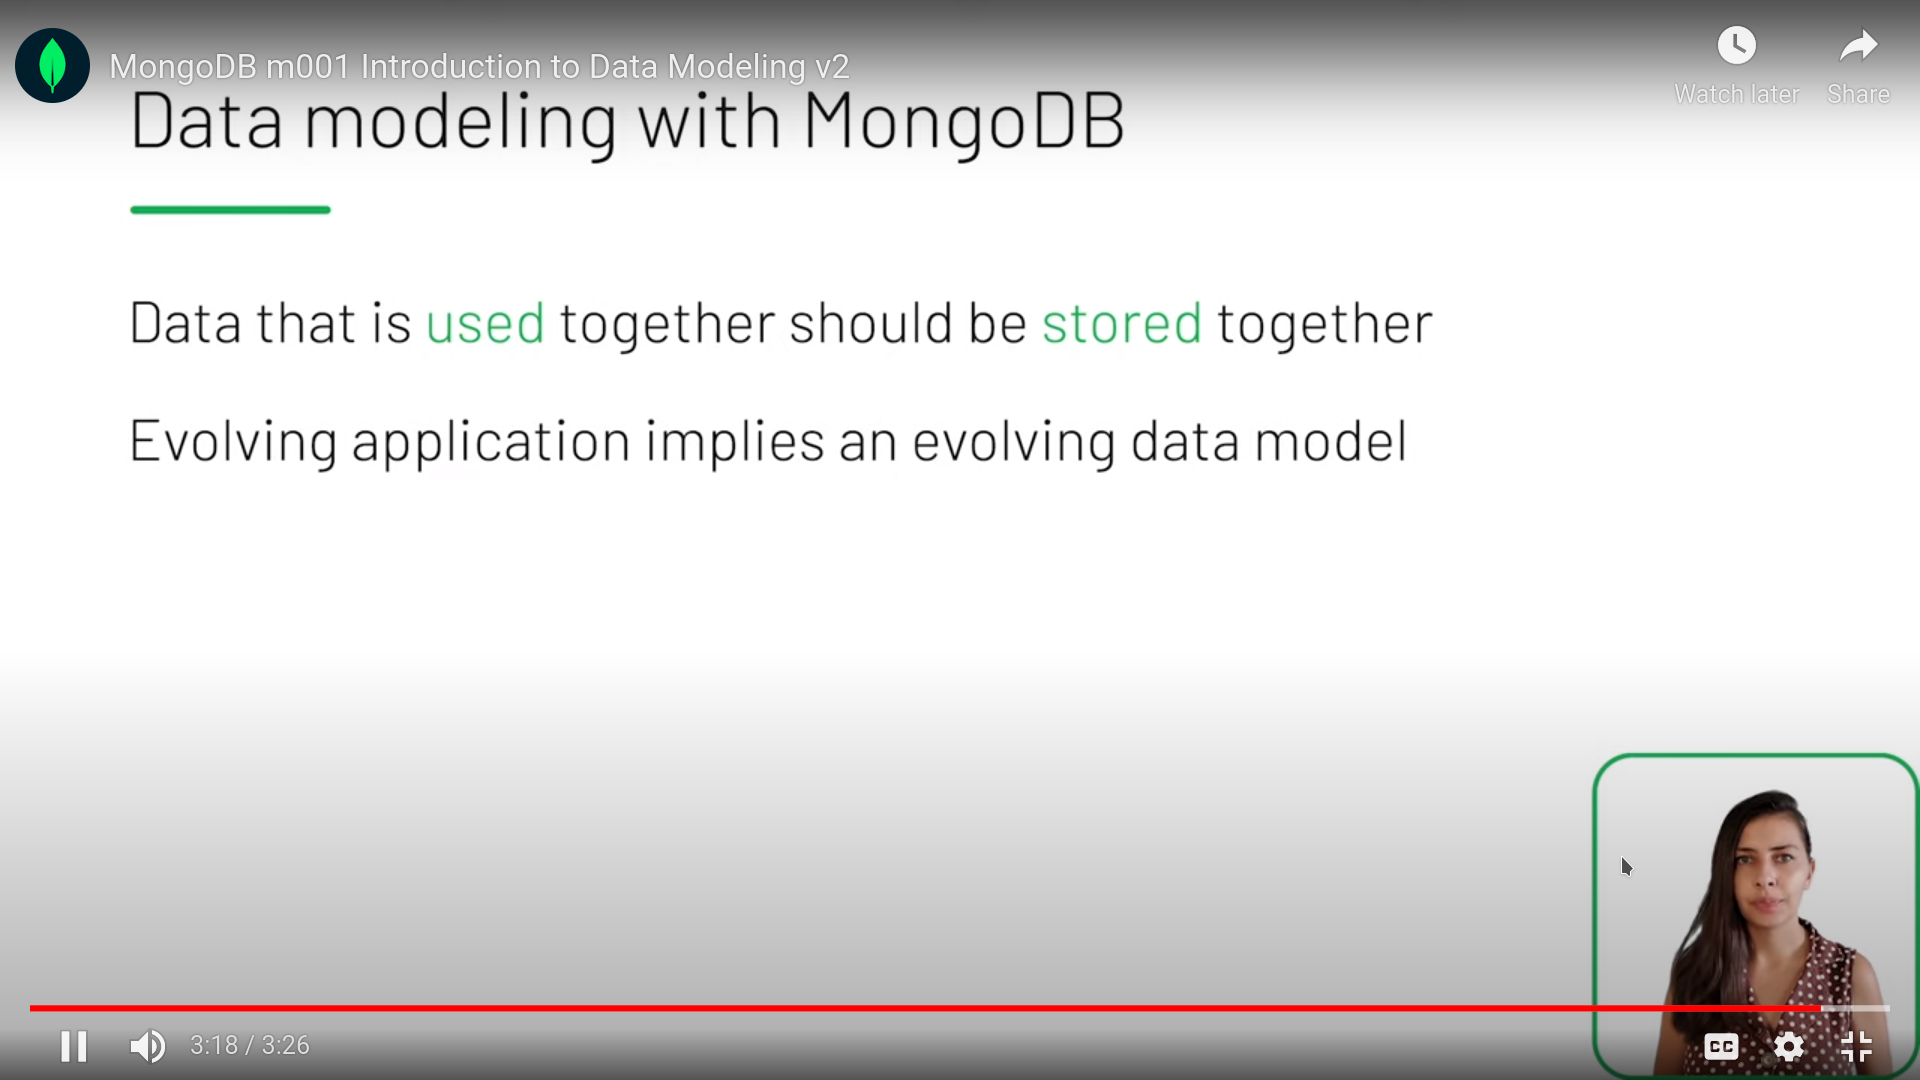 MongoDB m001 Introduction to Data Modeling v2
Watch later
Share
Data modeling with MongoDB
Data that is used together should be stored together
Evolving application implies an evolving data model
3:18 / 3:26
CC